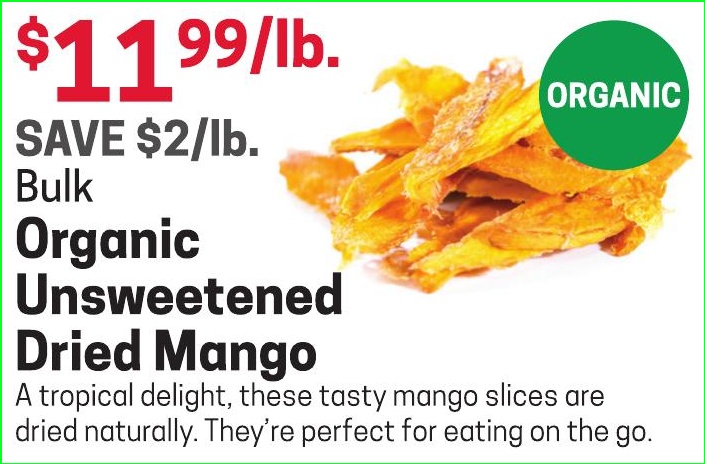 $11 99/lb.
ORGANIC
SAVE $2/lb.
Bulk
Organic
Unsweetened
Dried Mango
A tropical delight, these tasty mango slices are
dried naturally. They’re perfect for eating on the go.